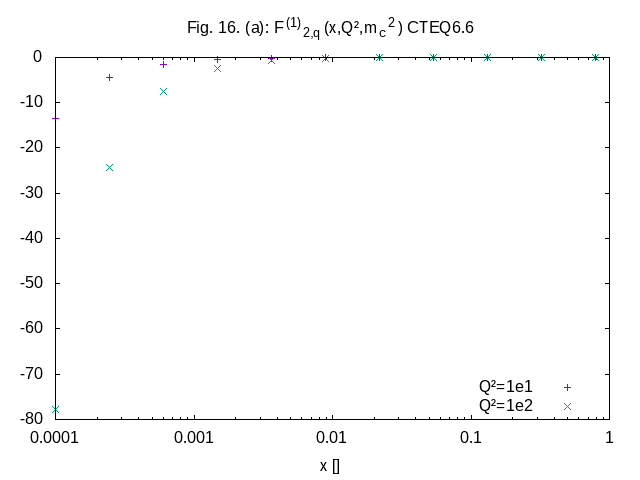 Fig. 16. (a): F⁽¹⁾₂,q (x,Q²,m_c²) CTEQ6.6
0
-10
-20
-30
-40
-50
-60
-70
-80
Q²=1e1
Q²=1e2
0.0001 0.001 0.01 0.1 1
x []